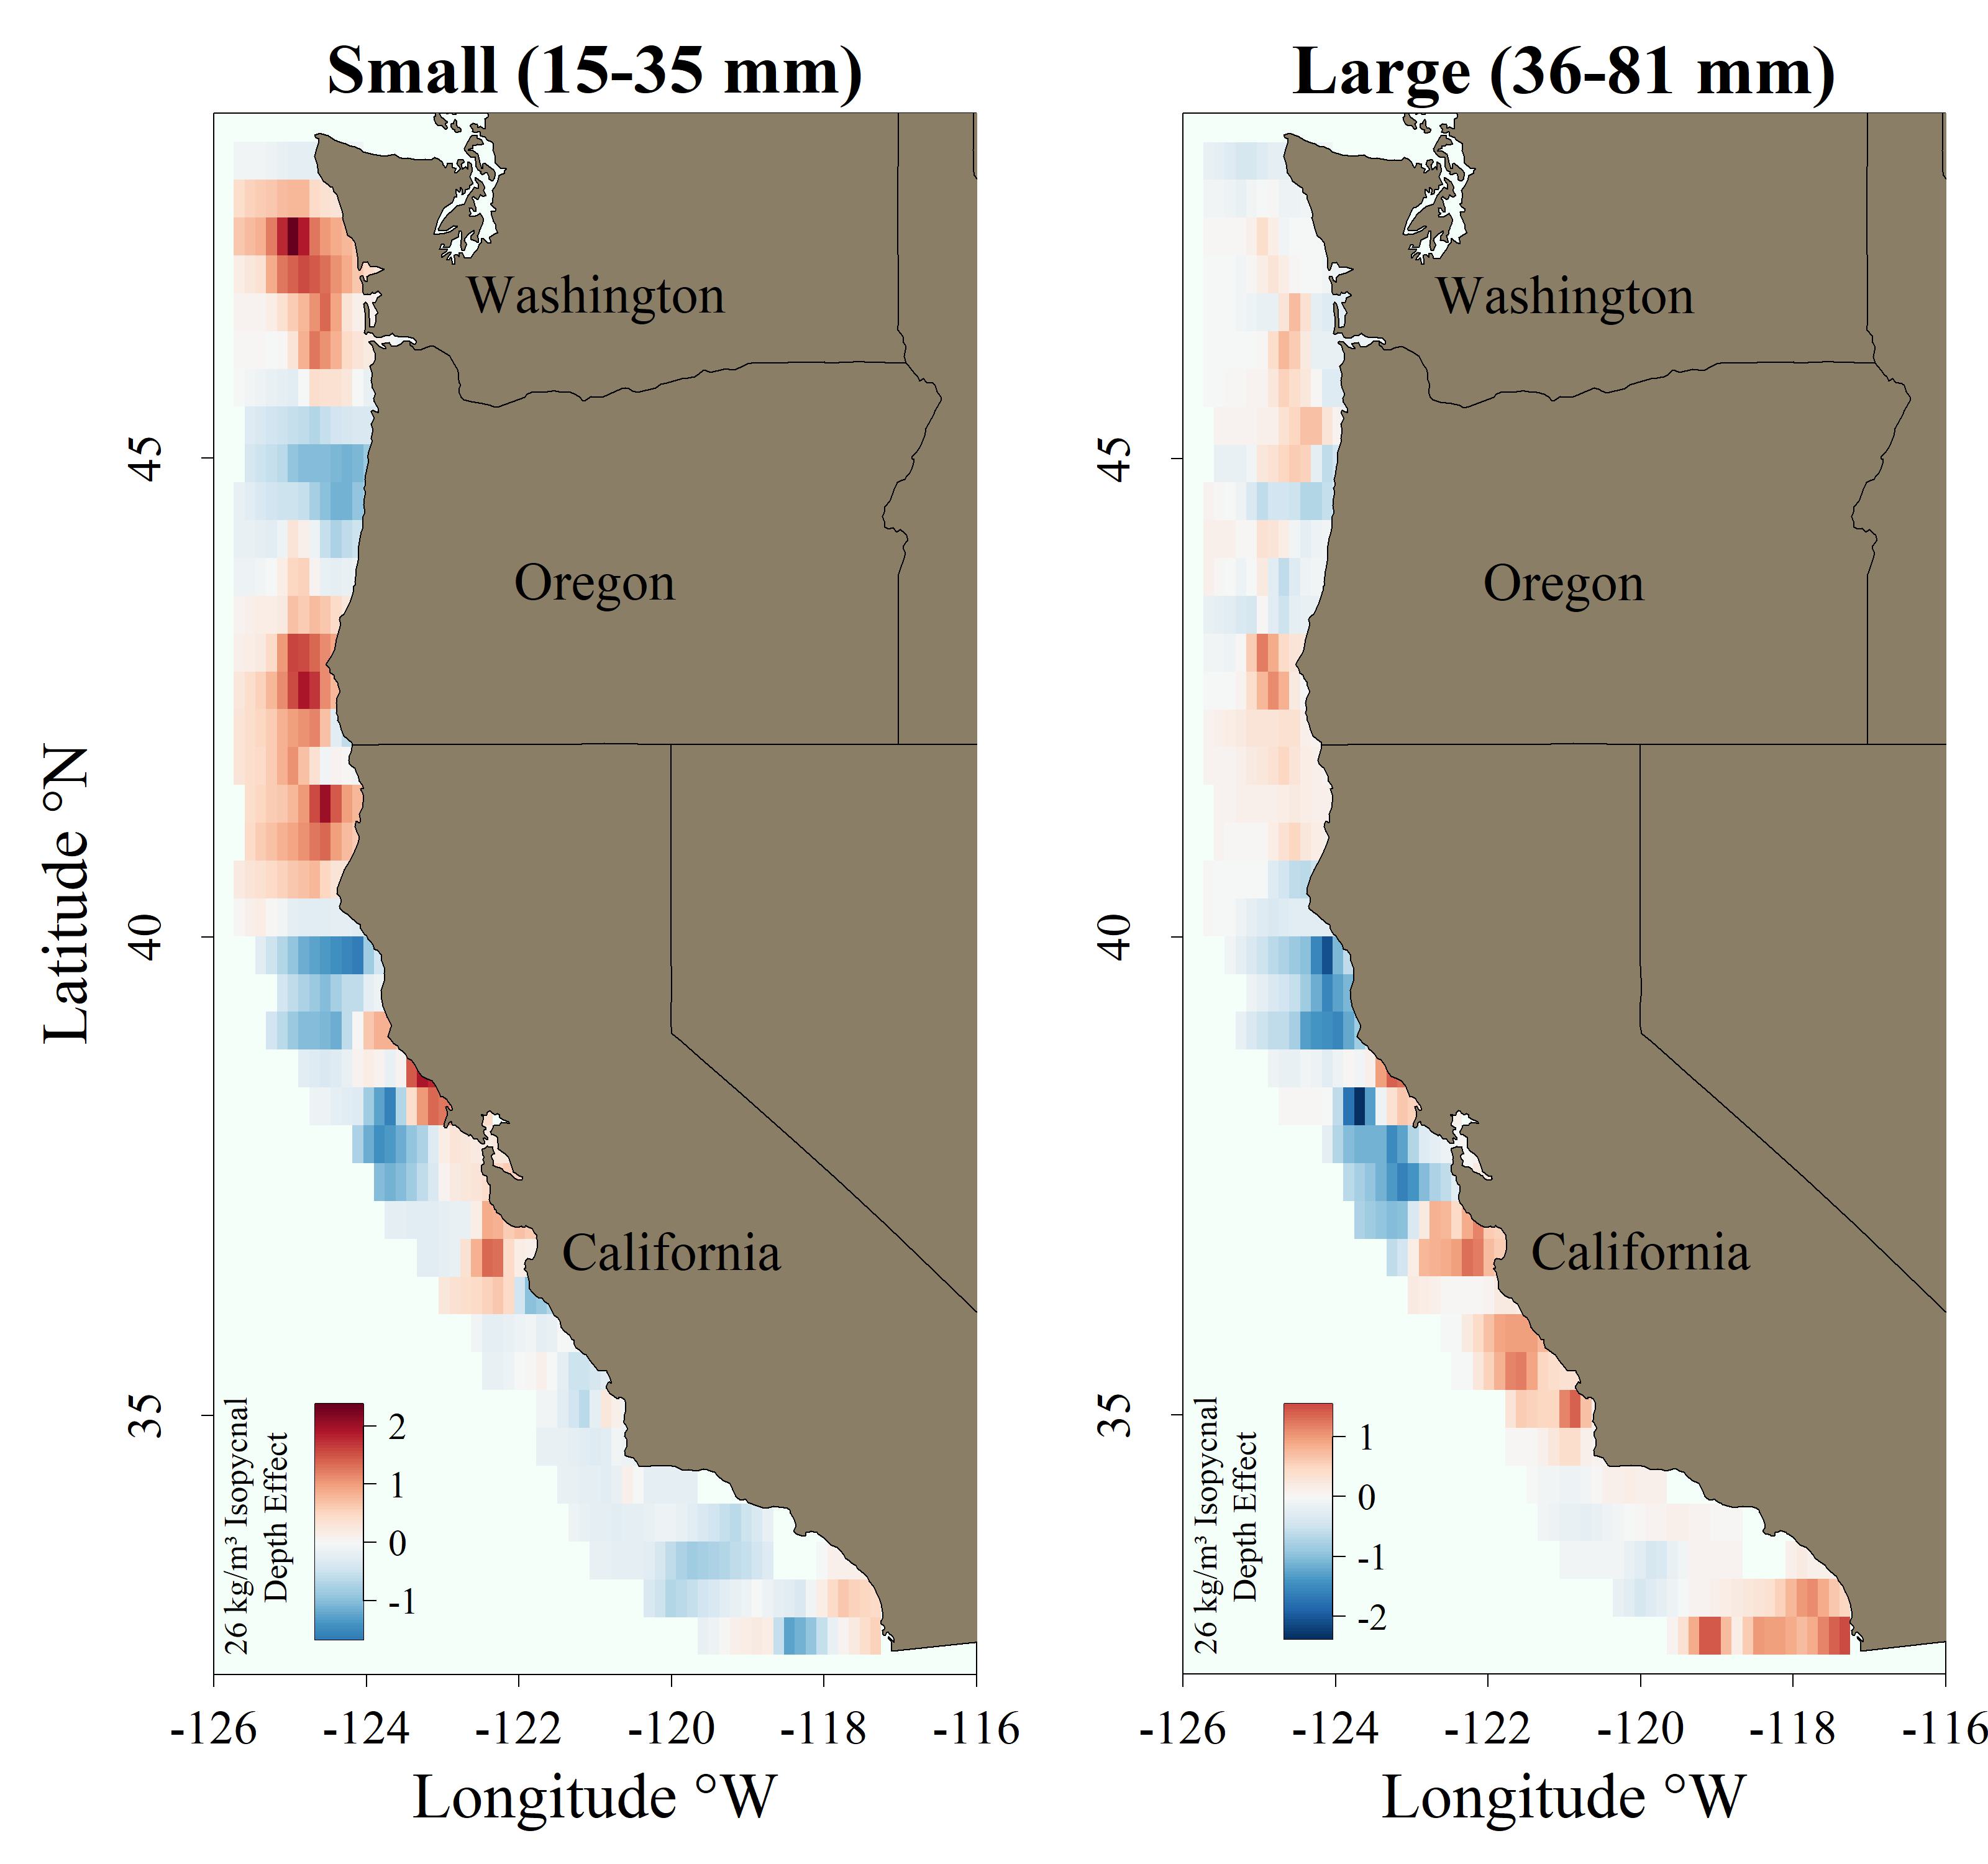 Small (15-35 mm)
Large (36-81 mm)
Washington
Oregon
California
Washington
Oregon
California
Latitude °N
45
40
35
45
40
35
26 kg/m³ Isopycnal
Depth Effect
2
1
0
-1
26 kg/m³ Isopycnal
Depth Effect
1
0
-1
-2
-126 -124 -122 -120 -118 -116
-126 -124 -122 -120 -118 -116
Longitude °W
Longitude °W